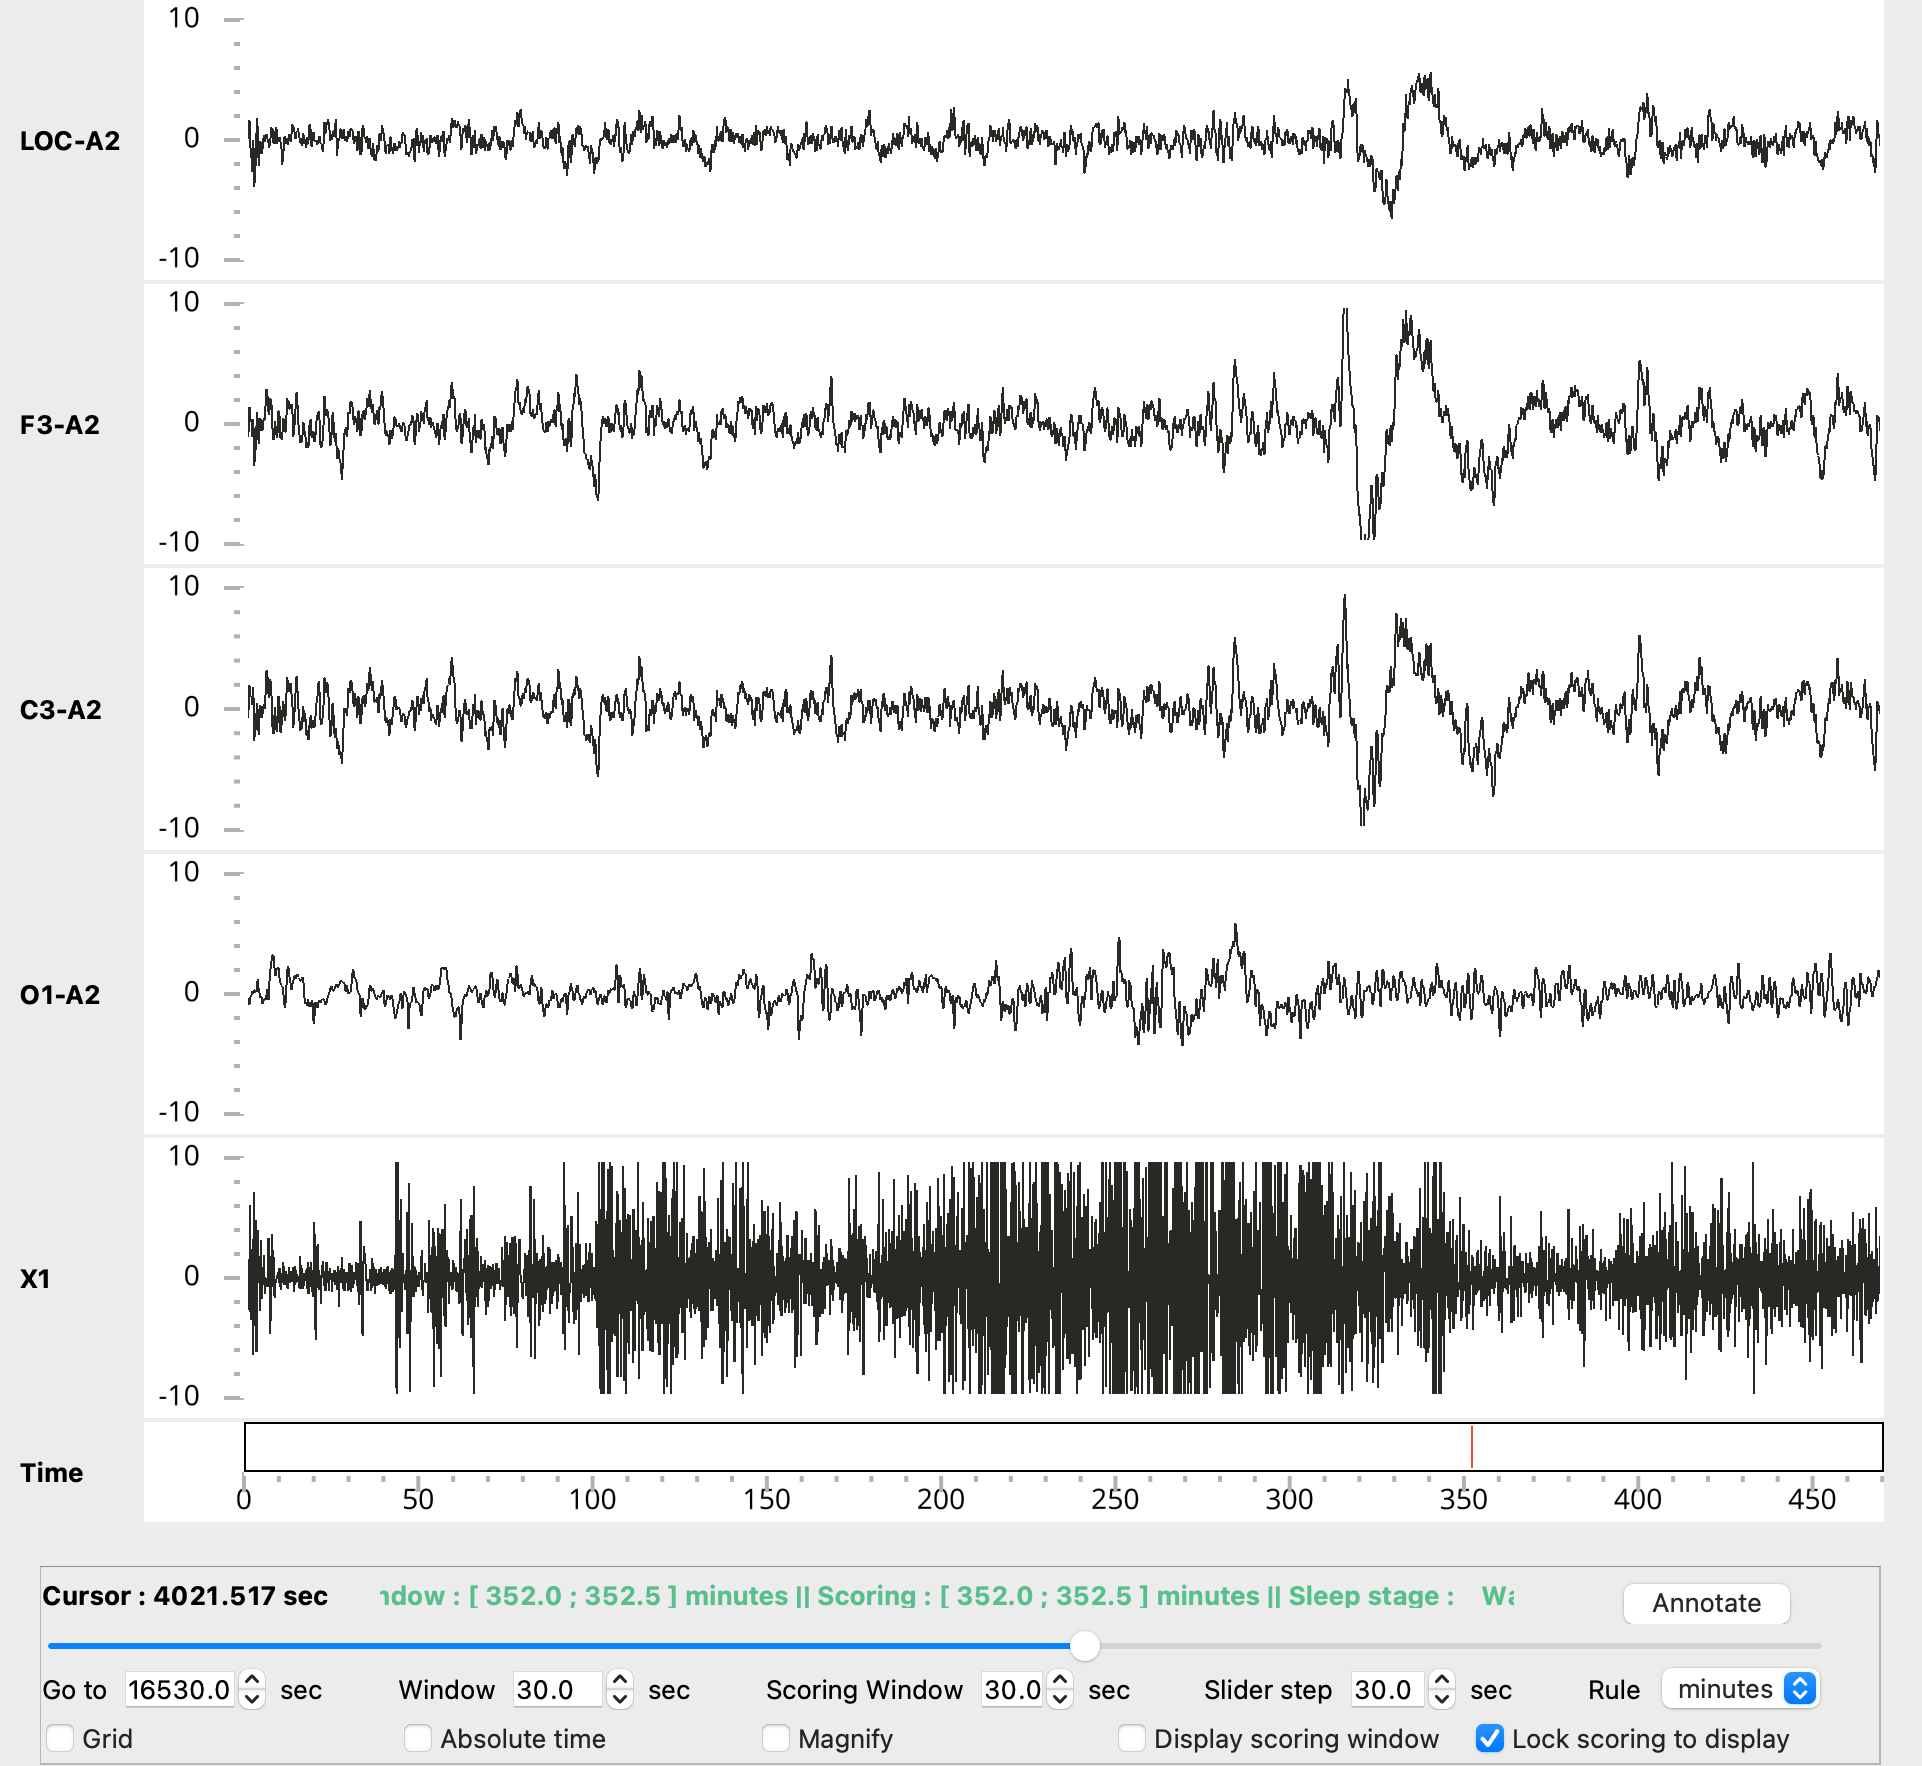 10
LOC-A2 0
-10
10
F3-A2 0
-10
10
C3-A2 0
-10
10
O1-A2 0
-10
10
X1 0
-10
Time
0 50 100 150 200 250 300 350 400 450
Cursor : 4021.517 sec ndow : [ 352.0 ; 352.5 ] minutes || Scoring : [ 352.0 ; 352.5 ] minutes || Sleep stage : Wa Annotate
Go to 16530.0 sec Window 30.0 sec Scoring Window 30.0 sec Slider step 30.0 sec Rule minutes
Grid Absolute time Magnify Display scoring window Lock scoring to display